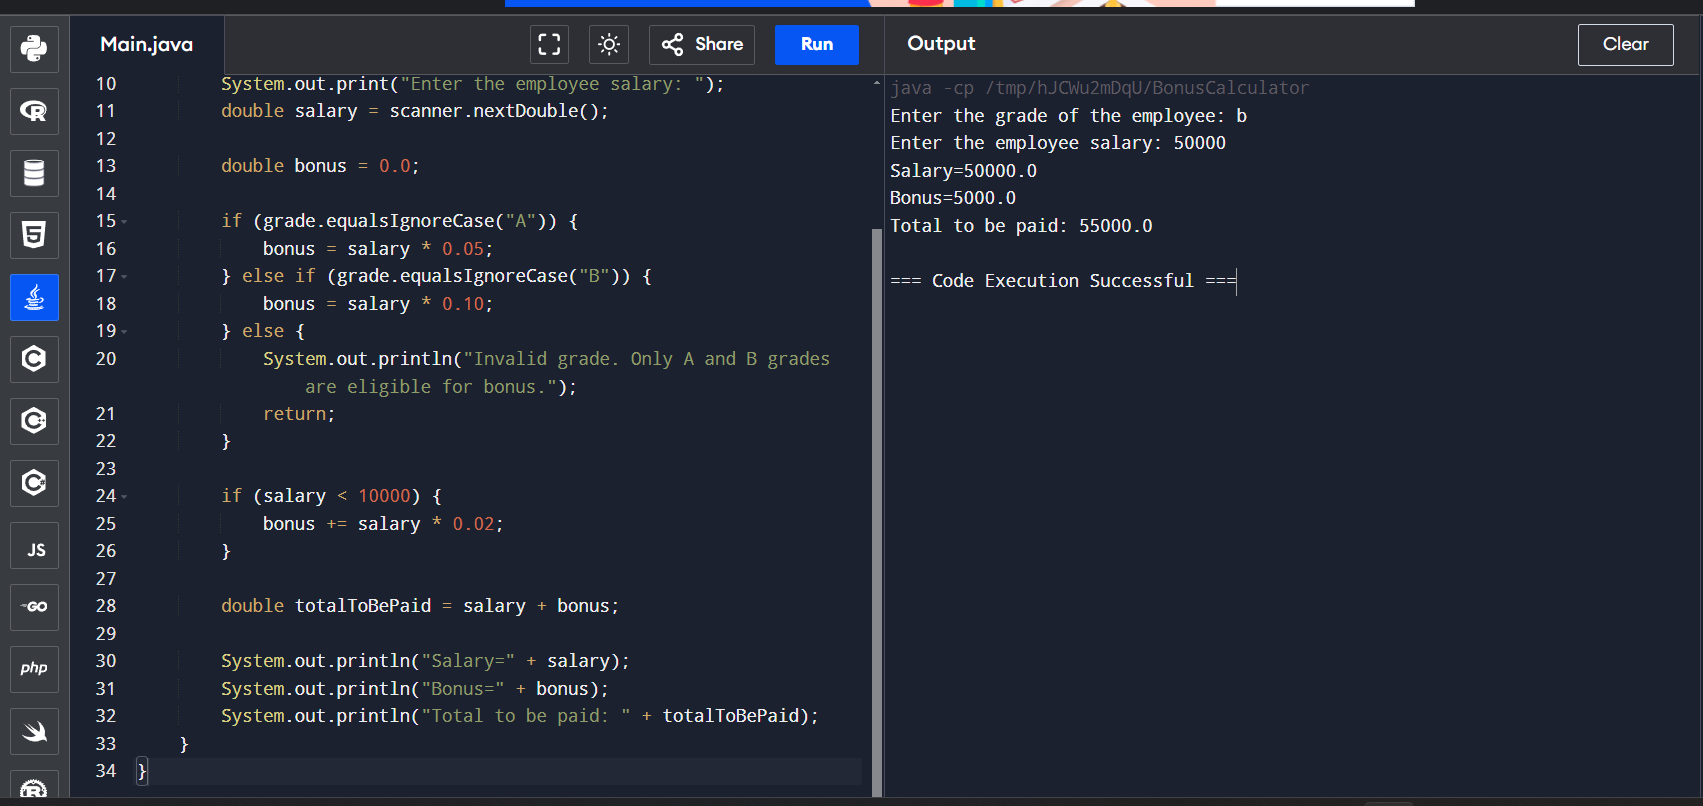 Main.java
Share
Run
Output
Clear
10 System.out.print("Enter the employee salary: ");
11 double salary = scanner.nextDouble();
12
13 double bonus = 0.0;
14
15 if (grade.equalsIgnoreCase("A")) {
16 bonus = salary * 0.05;
17 } else if (grade.equalsIgnoreCase("B")) {
18 bonus = salary * 0.10;
19 } else {
20 System.out.println("Invalid grade. Only A and B grades
are eligible for bonus.");
21 return;
22 }
23
24 if (salary < 10000) {
25 bonus += salary * 0.02;
26 }
27
28 double totalToBePaid = salary + bonus;
29
30 System.out.println("Salary=" + salary);
31 System.out.println("Bonus=" + bonus);
32 System.out.println("Total to be paid: " + totalToBePaid);
33 }
34 }
java -cp /tmp/hJCWu2mDqU/BonusCalculator
Enter the grade of the employee: b
Enter the employee salary: 50000
Salary=50000.0
Bonus=5000.0
Total to be paid: 55000.0
=== Code Execution Successful ===
R
5
C
C++
C#
JS
GO
php
R